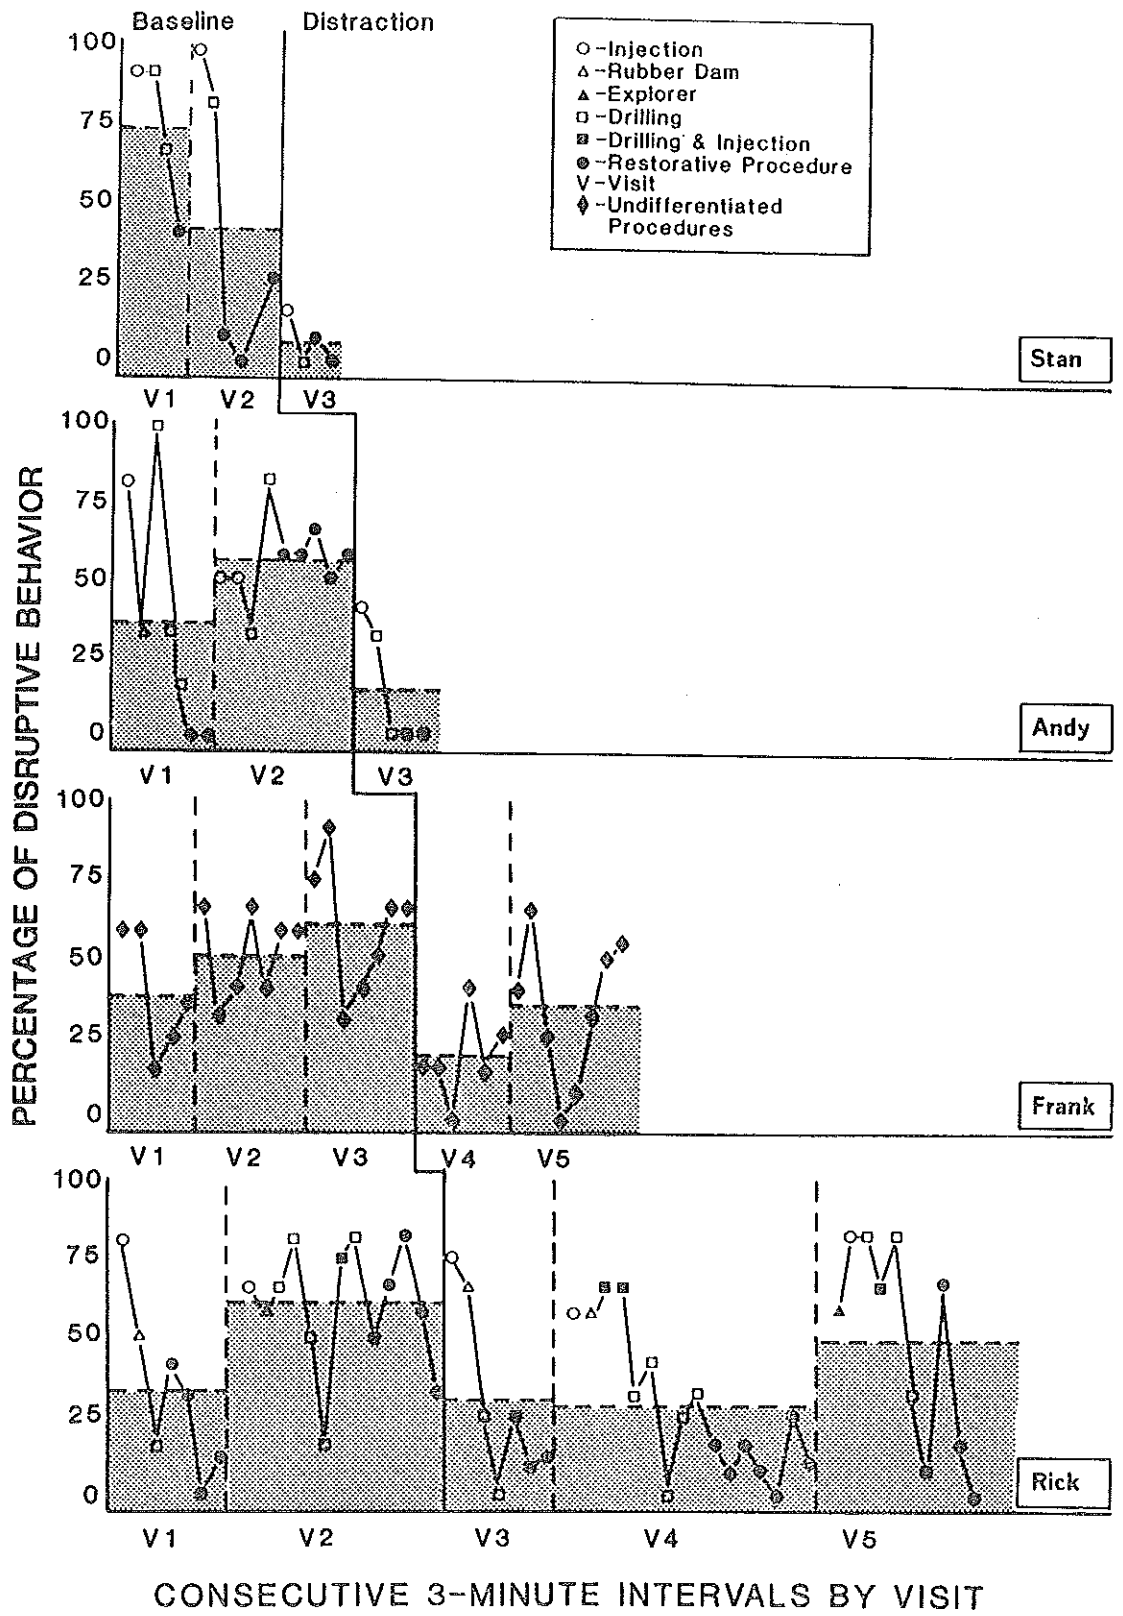 Baseline Distraction
○-Injection
△-Rubber Dam
▲-Explorer
□-Drilling
■-Drilling & Injection
●-Restorative Procedure
V-Visit
◆-Undifferentiated
Procedures
100
75
50
25
0
Stan
V1 V2 V3
100
75
50
25
0
Andy
V1 V2 V3
100
75
50
25
0
Frank
V1 V2 V3 V4 V5
100
75
50
25
0
Rick
V1 V2 V3 V4 V5
PERCENTAGE OF DISRUPTIVE BEHAVIOR
CONSECUTIVE 3-MINUTE INTERVALS BY VISIT